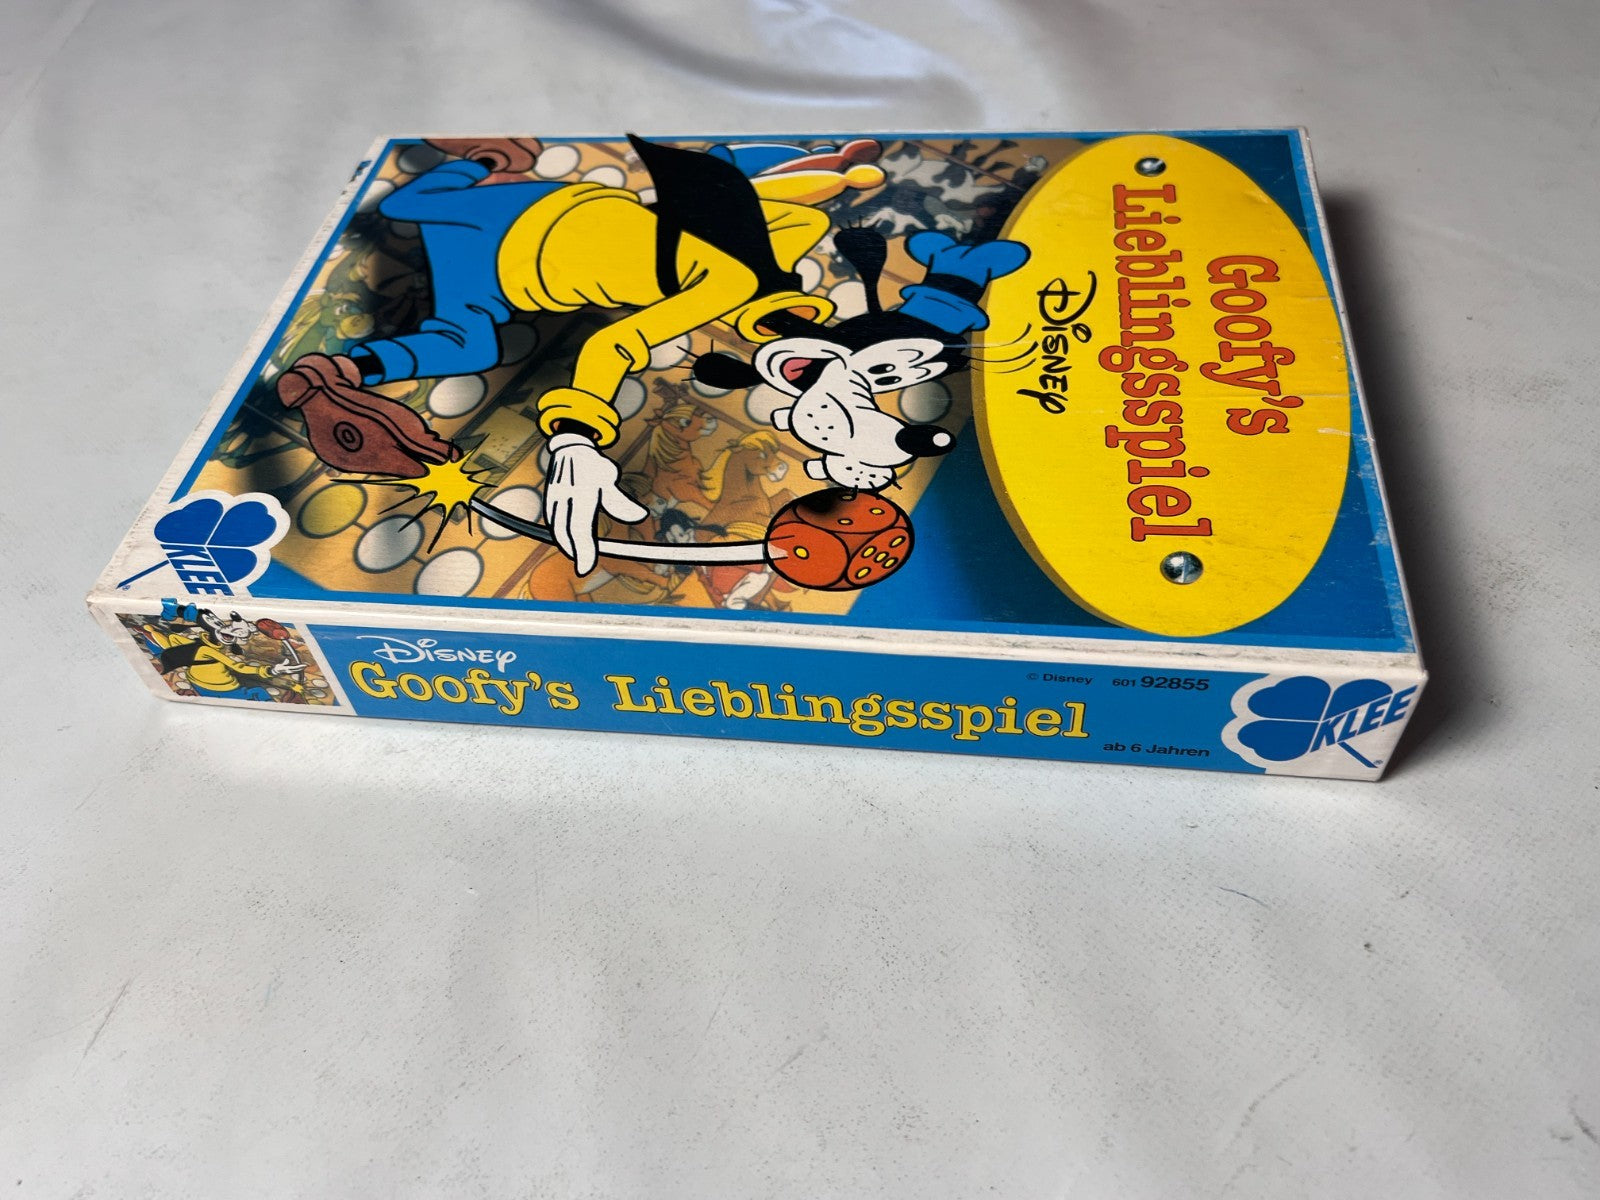 Goofy's
Lieblingsspiel
Disney
KLEE
Disney
Goofy's Lieblingsspiel
© Disney 601 92855
ab 6 Jahren
KLEE